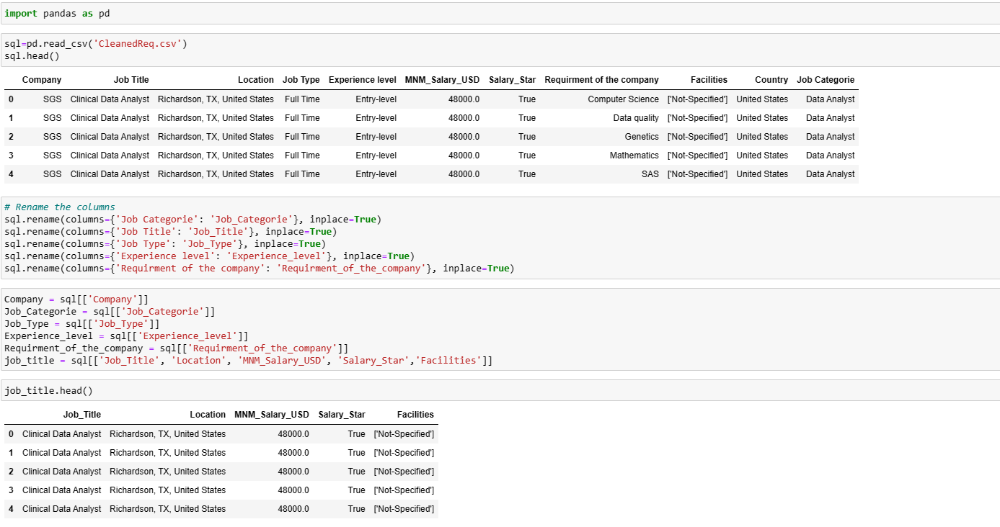 import pandas as pd
sql=pd.read_csv('CleanedReq.csv')
sql.head()
Company Job Title Location Job Type Experience level MNM_Salary_USD Salary_Star Requirment of the company Facilities Country Job Categorie
0 SGS Clinical Data Analyst Richardson, TX, United States Full Time Entry-level 48000.0 True Computer Science ['Not-Specified'] United States Data Analyst
1 SGS Clinical Data Analyst Richardson, TX, United States Full Time Entry-level 48000.0 True Data quality ['Not-Specified'] United States Data Analyst
2 SGS Clinical Data Analyst Richardson, TX, United States Full Time Entry-level 48000.0 True Genetics ['Not-Specified'] United States Data Analyst
3 SGS Clinical Data Analyst Richardson, TX, United States Full Time Entry-level 48000.0 True Mathematics ['Not-Specified'] United States Data Analyst
4 SGS Clinical Data Analyst Richardson, TX, United States Full Time Entry-level 48000.0 True SAS ['Not-Specified'] United States Data Analyst
# Rename the columns
sql.rename(columns={'Job Categorie': 'Job_Categorie'}, inplace=True)
sql.rename(columns={'Job Title': 'Job_Title'}, inplace=True)
sql.rename(columns={'Job Type': 'Job_Type'}, inplace=True)
sql.rename(columns={'Experience level': 'Experience_level'}, inplace=True)
sql.rename(columns={'Requirment of the company': 'Requirment_of_the_company'}, inplace=True)
Company = sql[['Company']]
Job_Categorie = sql[['Job_Categorie']]
Job_Type = sql[['Job_Type']]
Experience_level = sql[['Experience_level']]
Requirment_of_the_company = sql[['Requirment_of_the_company']]
job_title = sql[['Job_Title', 'Location', 'MNM_Salary_USD', 'Salary_Star','Facilities']]
job_title.head()
Job_Title Location MNM_Salary_USD Salary_Star Facilities
0 Clinical Data Analyst Richardson, TX, United States 48000.0 True ['Not-Specified']
1 Clinical Data Analyst Richardson, TX, United States 48000.0 True ['Not-Specified']
2 Clinical Data Analyst Richardson, TX, United States 48000.0 True ['Not-Specified']
3 Clinical Data Analyst Richardson, TX, United States 48000.0 True ['Not-Specified']
4 Clinical Data Analyst Richardson, TX, United States 48000.0 True ['Not-Specified']